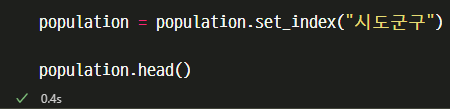 population = population.set_index("시도군구")
population.head()
0.4s